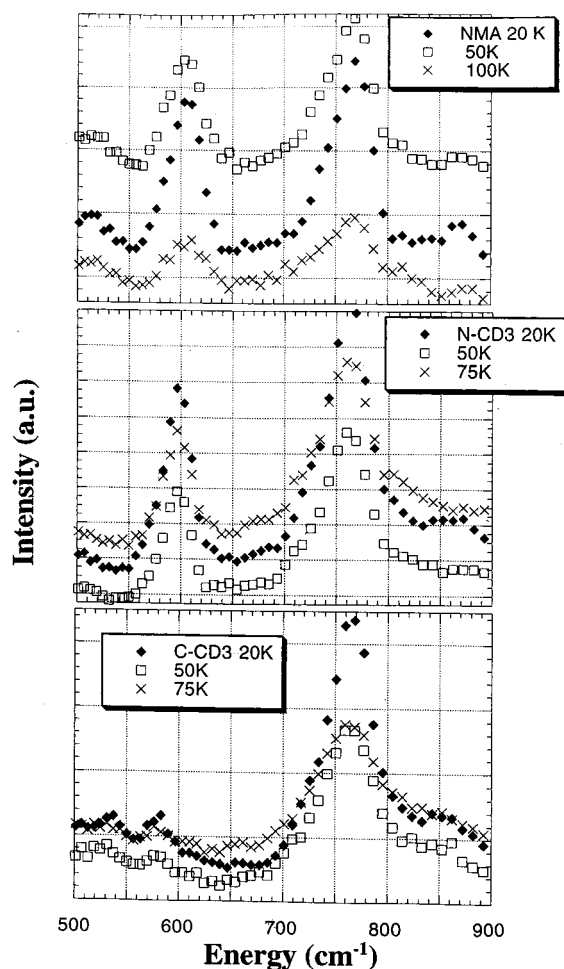 NMA 20 K
50K
100K
N-CD3 20K
50K
75K
C-CD3 20K
50K
75K
Intensity (a.u.)
500 600 700 800 900
Energy (cm-1)